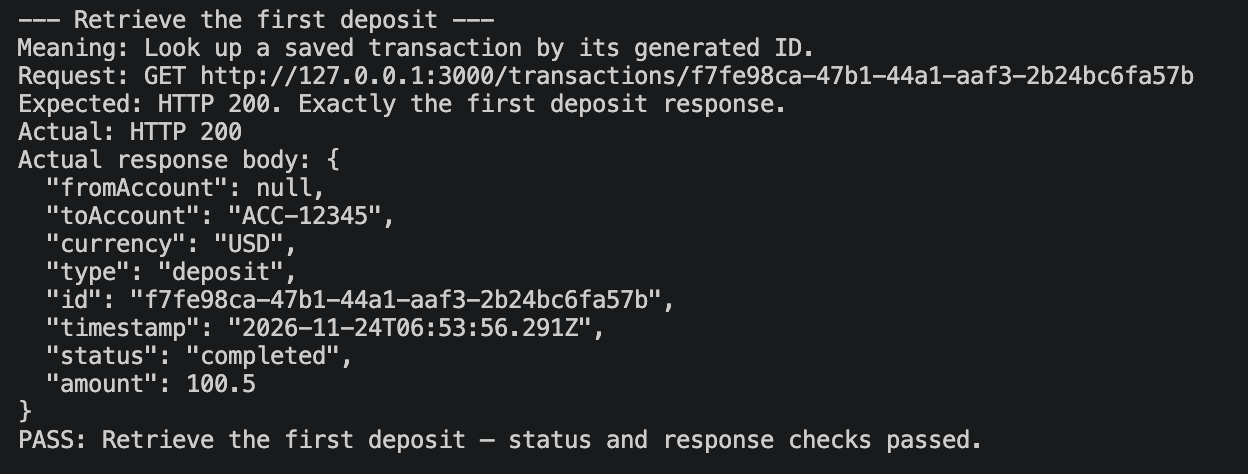 --- Retrieve the first deposit ---
Meaning: Look up a saved transaction by its generated ID.
Request: GET http://127.0.0.1:3000/transactions/f7fe98ca-47b1-44a1-aaf3-2b24bc6fa57b
Expected: HTTP 200. Exactly the first deposit response.
Actual: HTTP 200
Actual response body: {
  "fromAccount": null,
  "toAccount": "ACC-12345",
  "currency": "USD",
  "type": "deposit",
  "id": "f7fe98ca-47b1-44a1-aaf3-2b24bc6fa57b",
  "timestamp": "2026-11-24T06:53:56.291Z",
  "status": "completed",
  "amount": 100.5
}
PASS: Retrieve the first deposit — status and response checks passed.